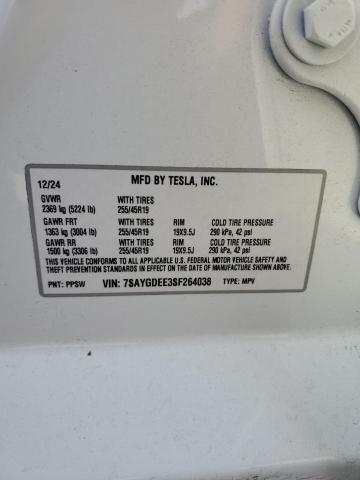 12/24 MFD BY TESLA, INC.
GVWR WITH TIRES
2369 kg (5224 lb) 255/45R19
GAWR FRT WITH TIRES RIM COLD TIRE PRESSURE
1363 kg (3004 lb) 255/45R19 19X9.5J 290 kPa, 42 psi
GAWR RR WITH TIRES RIM COLD TIRE PRESSURE
1500 kg (3306 lb) 255/45R19 19X9.5J 290 kPa, 42 psi
THIS VEHICLE CONFORMS TO ALL APPLICABLE U.S. FEDERAL MOTOR VEHICLE SAFETY AND
THEFT PREVENTION STANDARDS IN EFFECT ON THE DATE OF MANUFACTURE SHOWN ABOVE.
PNT: PPSW VIN: 7SAYGDEE3SF264038 TYPE: MPV